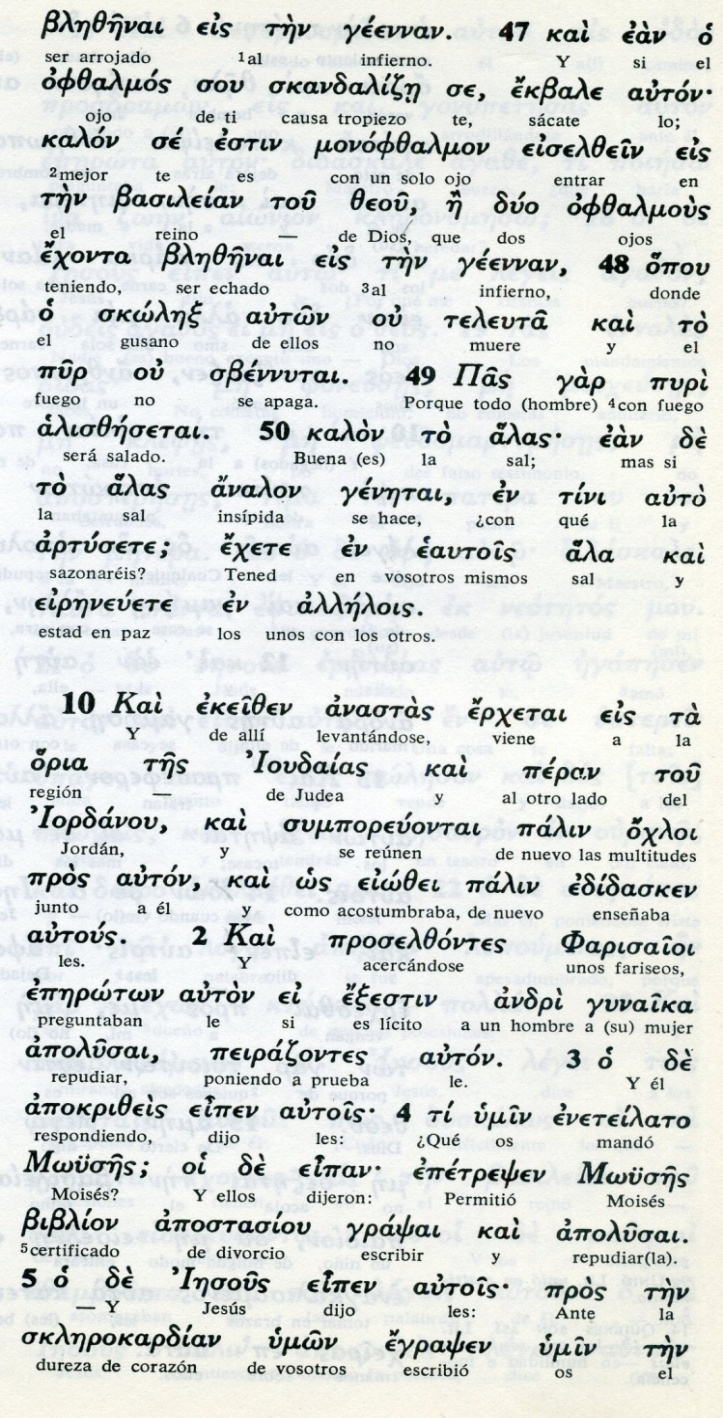 βληθῆναι εἰς τὴν γέενναν. 47 καὶ ἐὰν ὁ
ser arrojado 1al infierno. Y si el
ὀφθαλμός σου σκανδαλίζῃ σε, ἔκβαλε αὐτόν·
ojo de ti causa tropiezo te, sácate lo;
καλόν σέ ἐστιν μονόφθαλμον εἰσελθεῖν εἰς
2mejor te es con un solo ojo entrar en
τὴν βασιλείαν τοῦ θεοῦ, ἢ δύο ὀφθαλμοὺς
el reino — de Dios, que dos ojos
ἔχοντα βληθῆναι εἰς τὴν γέενναν, 48 ὅπου
teniendo, ser echado 3al infierno, donde
ὁ σκώληξ αὐτῶν οὐ τελευτᾷ καὶ τὸ
el gusano de ellos no muere y el
πῦρ οὐ σβέννυται. 49 Πᾶς γὰρ πυρὶ
fuego no se apaga. Porque todo (hombre) 4con fuego
ἁλισθήσεται. 50 καλὸν τὸ ἅλας· ἐὰν δὲ
será salado. Buena (es) la sal; mas si
τὸ ἅλας ἄναλον γένηται, ἐν τίνι αὐτὸ
la sal insípida se hace, ¿con qué la
ἀρτύσετε; ἔχετε ἐν ἑαυτοῖς ἅλα καὶ
sazonaréis? Tened en vosotros mismos sal y
εἰρηνεύετε ἐν ἀλλήλοις.
estad en paz los unos con los otros.
10 Καὶ ἐκεῖθεν ἀναστὰς ἔρχεται εἰς τὰ
Y de allí levantándose, viene a la
ὅρια τῆς Ἰουδαίας καὶ πέραν τοῦ
región — de Judea y al otro lado del
Ἰορδάνου, καὶ συμπορεύονται πάλιν ὄχλοι
Jordán, y se reúnen de nuevo las multitudes
πρὸς αὐτόν, καὶ ὡς εἰώθει πάλιν ἐδίδασκεν
junto a él y como acostumbraba, de nuevo enseñaba
αὐτούς. 2 Καὶ προσελθόντες Φαρισαῖοι
les. Y acercándose unos fariseos,
ἐπηρώτων αὐτὸν εἰ ἔξεστιν ἀνδρὶ γυναῖκα
preguntaban le si es lícito a un hombre a (su) mujer
ἀπολῦσαι, πειράζοντες αὐτόν. 3 ὁ δὲ
repudiar, poniendo a prueba le. Y él
ἀποκριθεὶς εἶπεν αὐτοῖς· 4 τί ὑμῖν ἐνετείλατο
respondiendo, dijo les: ¿Qué os mandó
Μωϋσῆς; οἱ δὲ εἶπαν· ἐπέτρεψεν Μωϋσῆς
Moisés? Y ellos dijeron: Permitió Moisés
βιβλίον ἀποστασίου γράψαι καὶ ἀπολῦσαι.
5certificado de divorcio escribir y repudiar(la).
5 ὁ δὲ Ἰησοῦς εἶπεν αὐτοῖς· πρὸς τὴν
— Y Jesús dijo les: Ante la
σκληροκαρδίαν ὑμῶν ἔγραψεν ὑμῖν τὴν
dureza de corazón de vosotros escribió os el